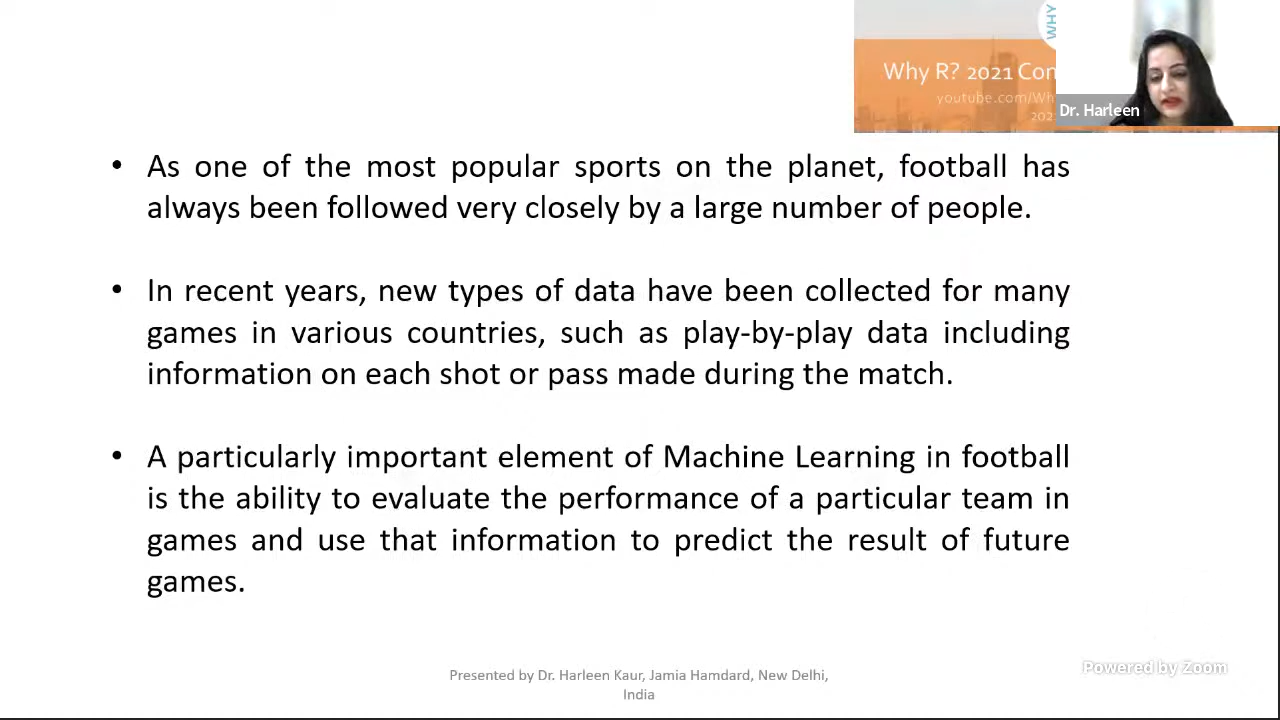 WHY
Why R? 2021 Con
youtube.com/Wh
202
Dr. Harleen
• As one of the most popular sports on the planet, football has
always been followed very closely by a large number of people.
• In recent years, new types of data have been collected for many
games in various countries, such as play-by-play data including
information on each shot or pass made during the match.
• A particularly important element of Machine Learning in football
is the ability to evaluate the performance of a particular team in
games and use that information to predict the result of future
games.
Presented by Dr. Harleen Kaur, Jamia Hamdard, New Delhi,
India
Powered by Zoom